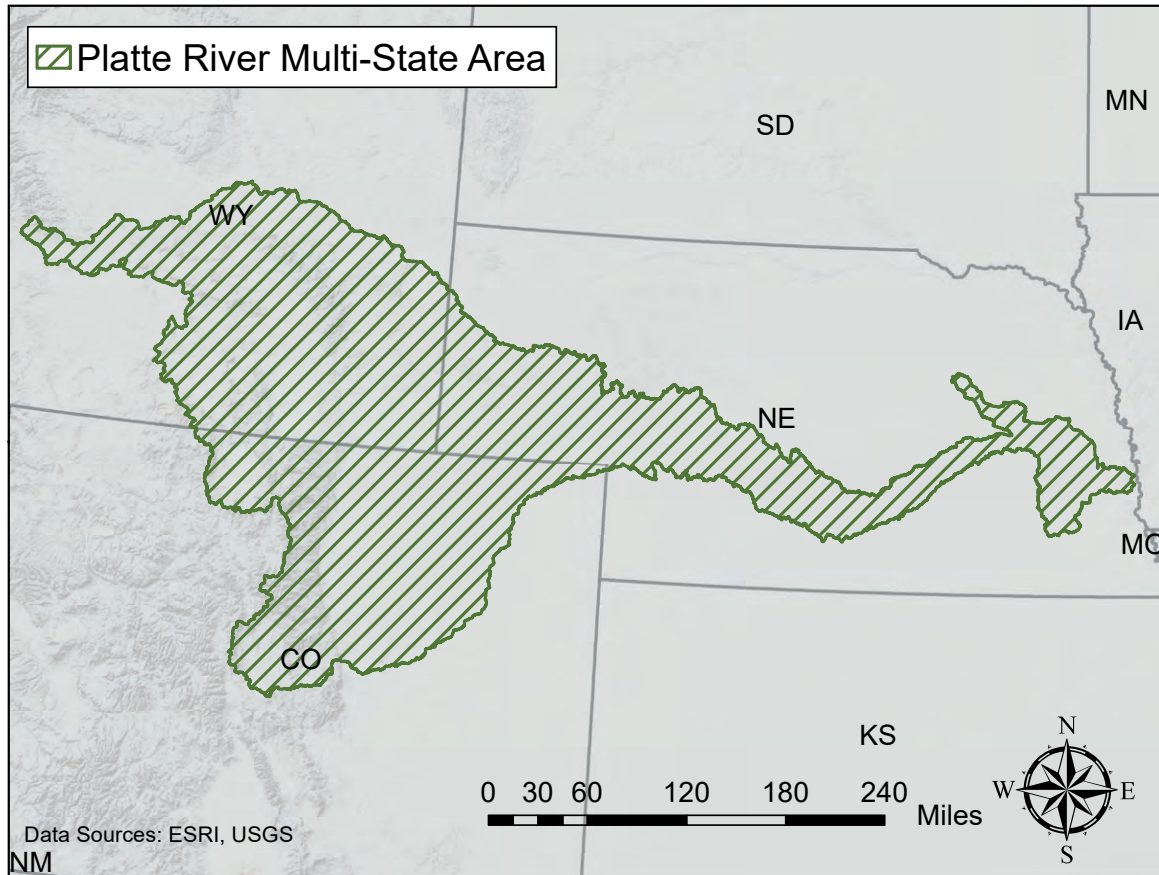 Platte River Multi-State Area
MN
SD
WY
IA
NE
MO
CO
KS
N
W E
S
0 30 60 120 180 240
Miles
Data Sources: ESRI, USGS
NM